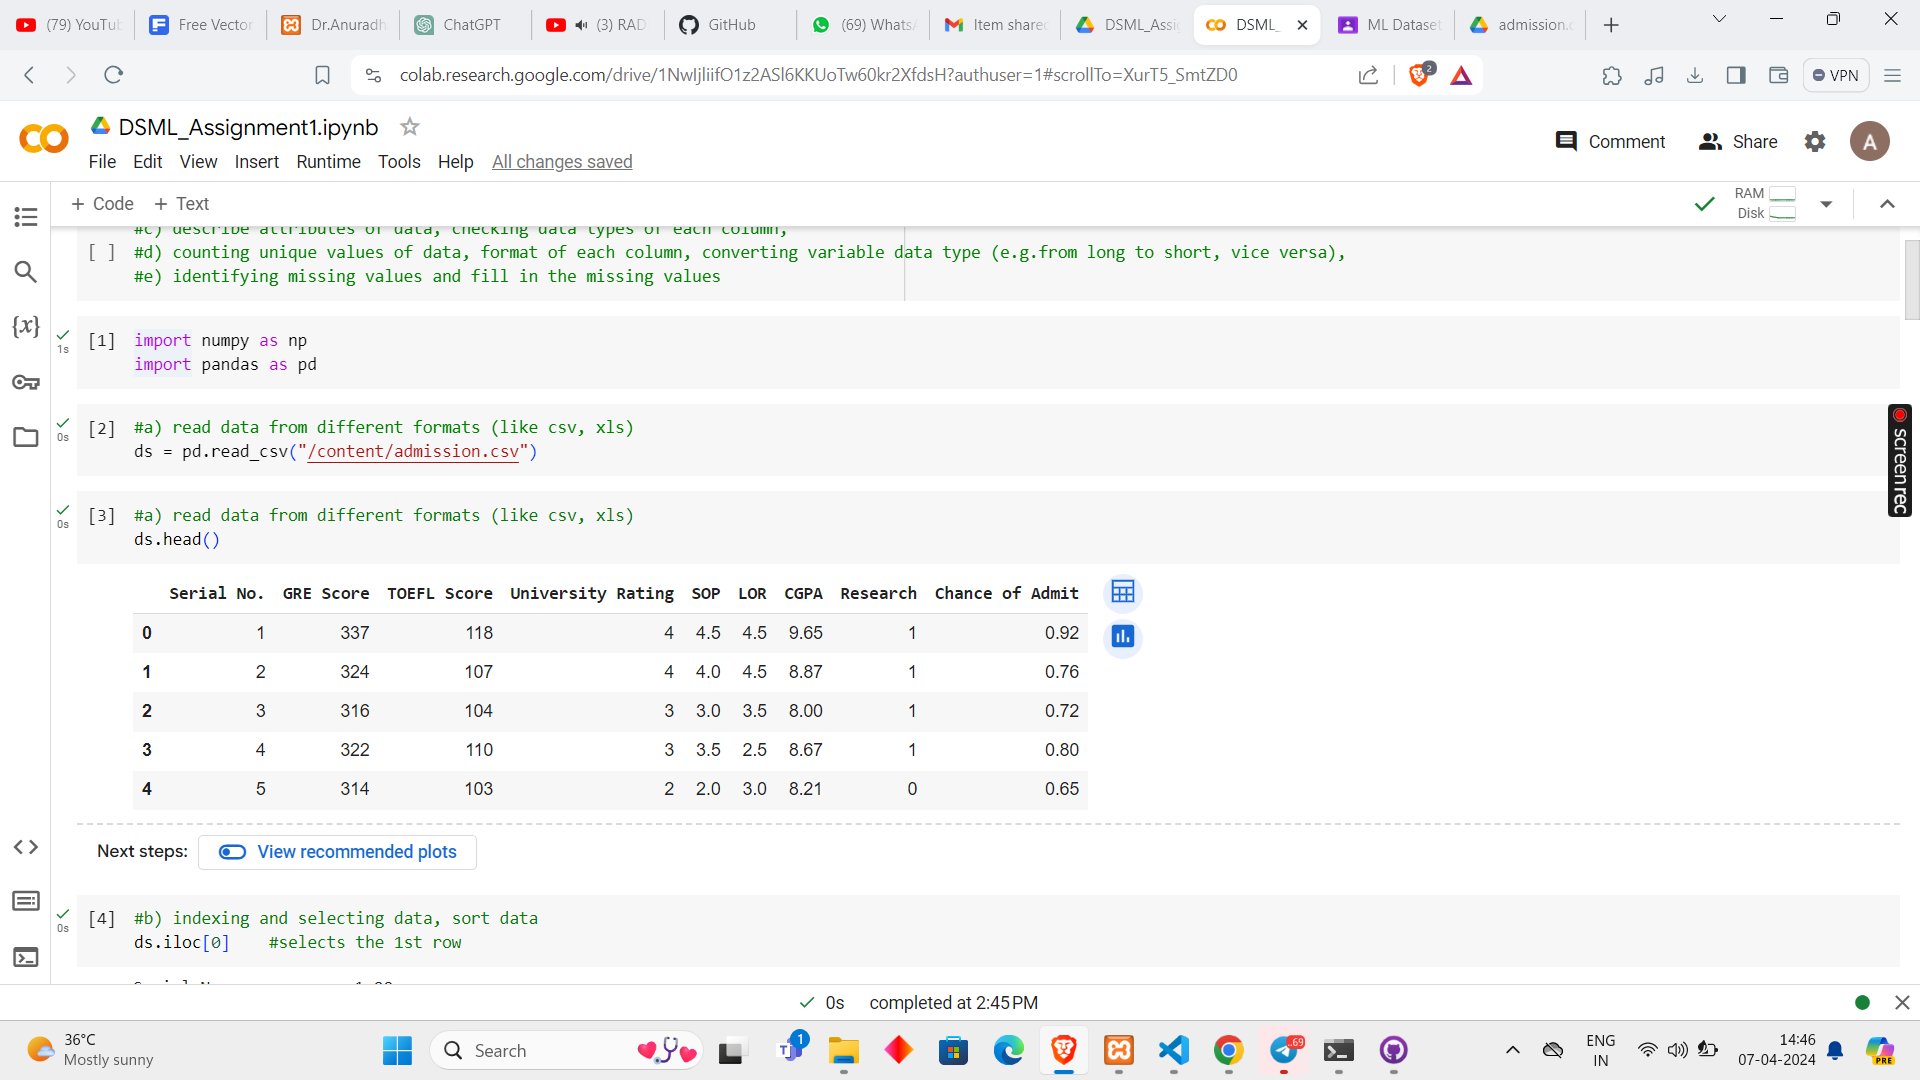 (79) YouTub
Free Vector
Dr.Anuradh
ChatGPT
(3) RAD
GitHub
(69) WhatsA
Item share
DSML_Assi
DSML_
ML Dataset
admission.c
colab.research.google.com/drive/1NwIjliifO1z2ASl6KKUoTw60kr2XfdsH?authuser=1#scrollTo=XurT5_SmtZD0
2
VPN
DSML_Assignment1.ipynb
File Edit View Insert Runtime Tools Help All changes saved
Comment
Share
A
+ Code + Text
RAM
Disk
#c) describe attributes of data, checking data types of each column,
[ ] #d) counting unique values of data, format of each column, converting variable data type (e.g.from long to short, vice versa),
#e) identifying missing values and fill in the missing values
[1] import numpy as np
1s
import pandas as pd
[2] #a) read data from different formats (like csv, xls)
0s
ds = pd.read_csv("/content/admission.csv")
screenrec
[3] #a) read data from different formats (like csv, xls)
0s
ds.head()
Serial No. GRE Score TOEFL Score University Rating SOP LOR CGPA Research Chance of Admit
0 1 337 118 4 4.5 4.5 9.65 1 0.92
1 2 324 107 4 4.0 4.5 8.87 1 0.76
2 3 316 104 3 3.0 3.5 8.00 1 0.72
3 4 322 110 3 3.5 2.5 8.67 1 0.80
4 5 314 103 2 2.0 3.0 8.21 0 0.65
Next steps: View recommended plots
[4] #b) indexing and selecting data, sort data
0s
ds.iloc[0] #selects the 1st row
0s completed at 2:45 PM
36°C
Mostly sunny
Search
1
..69
ENG
IN
14:46
07-04-2024
PRE